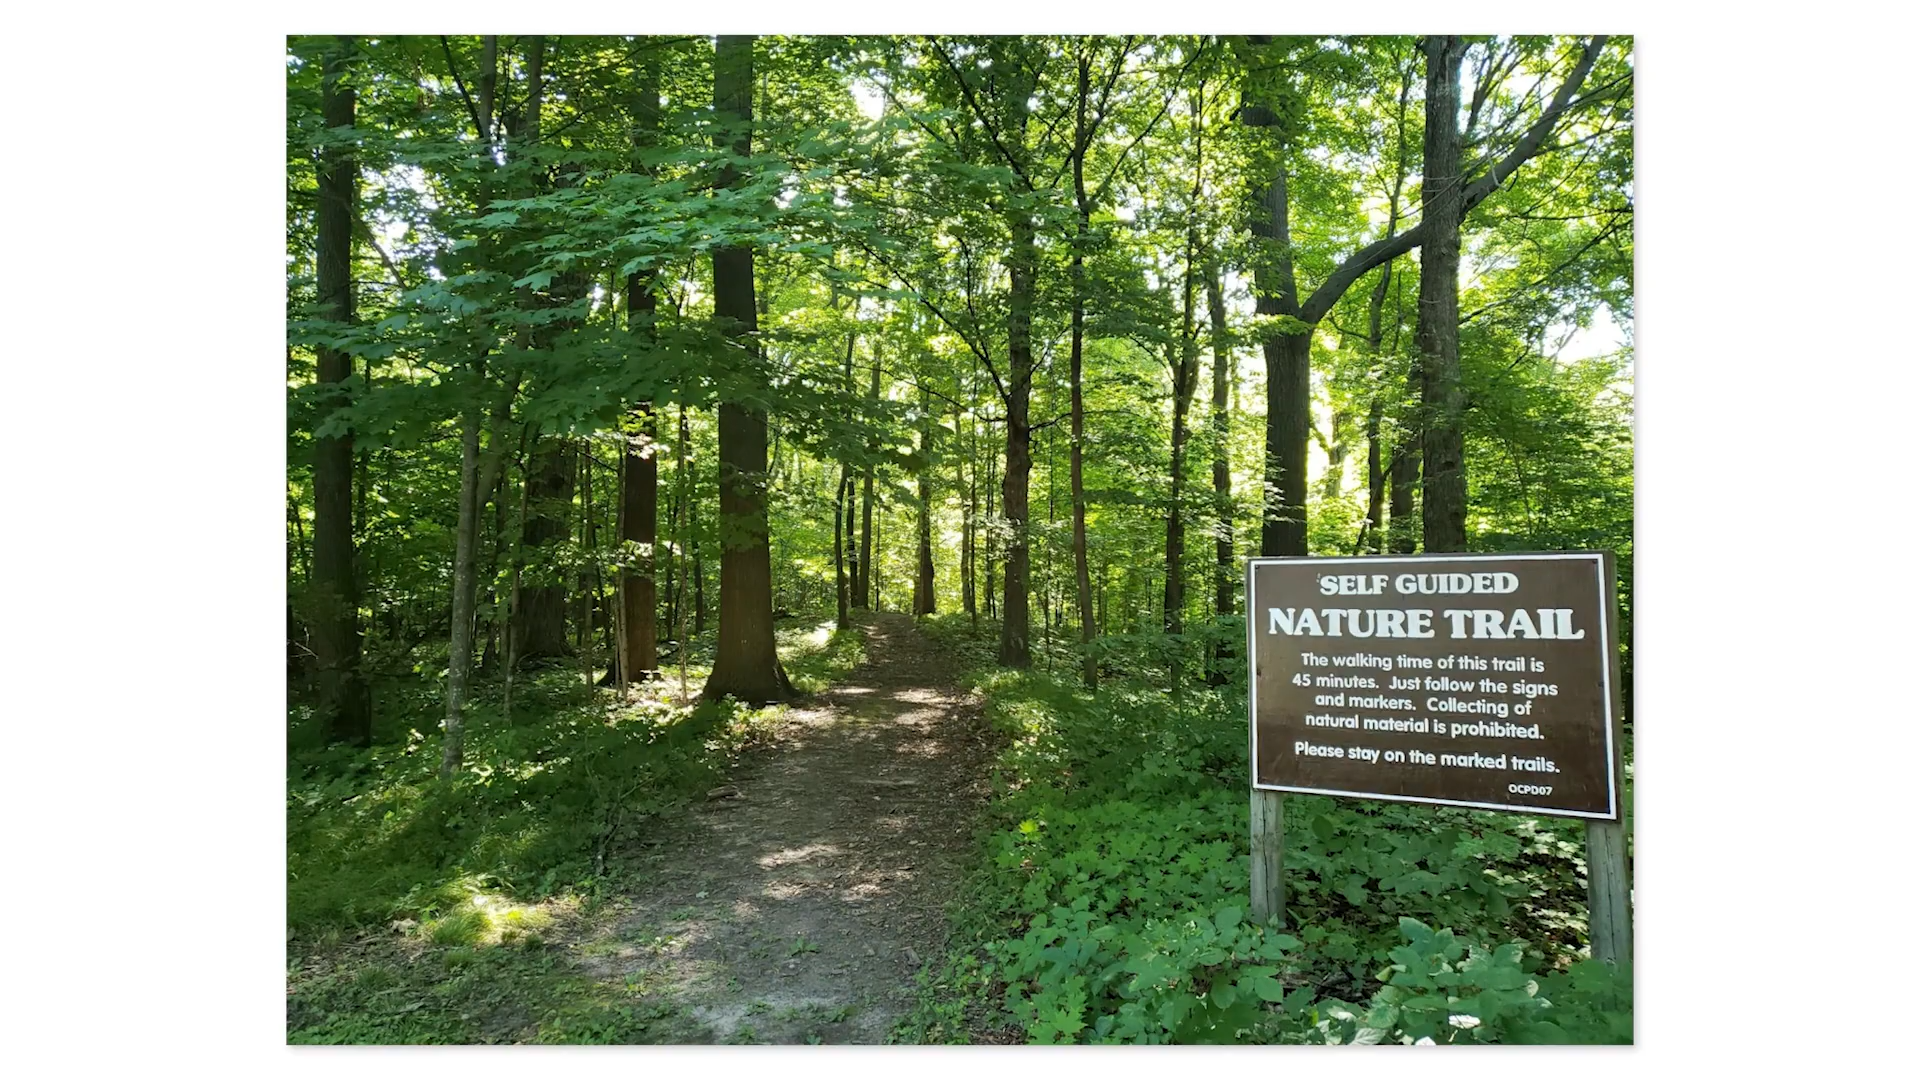 SELF GUIDED
NATURE TRAIL
The walking time of this trail is
45 minutes. Just follow the signs
and markers. Collecting of
natural material is prohibited.
Please stay on the marked trails.
OCPD07